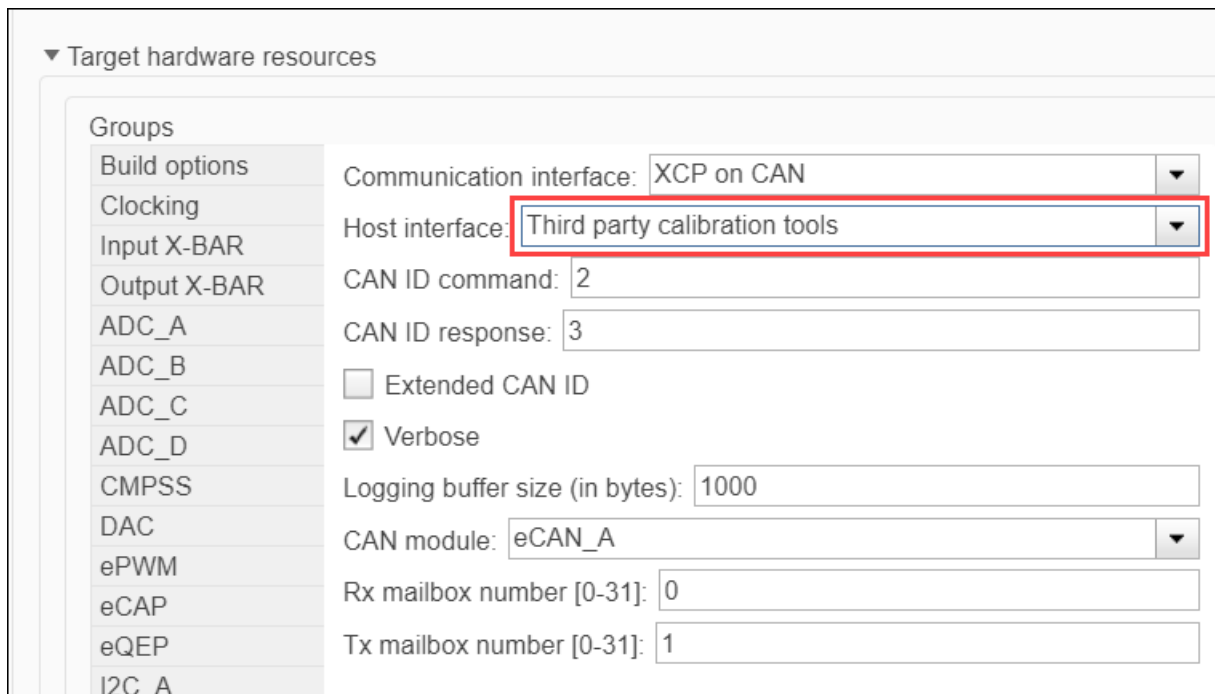 Target hardware resources
Groups
Build options
Clocking
Input X-BAR
Output X-BAR
ADC_A
ADC_B
ADC_C
ADC_D
CMPSS
DAC
ePWM
eCAP
eQEP
I2C_A
Communication interface: XCP on CAN
Host interface: Third party calibration tools
CAN ID command: 2
CAN ID response: 3
Extended CAN ID
Verbose
Logging buffer size (in bytes): 1000
CAN module: eCAN_A
Rx mailbox number [0-31]: 0
Tx mailbox number [0-31]: 1